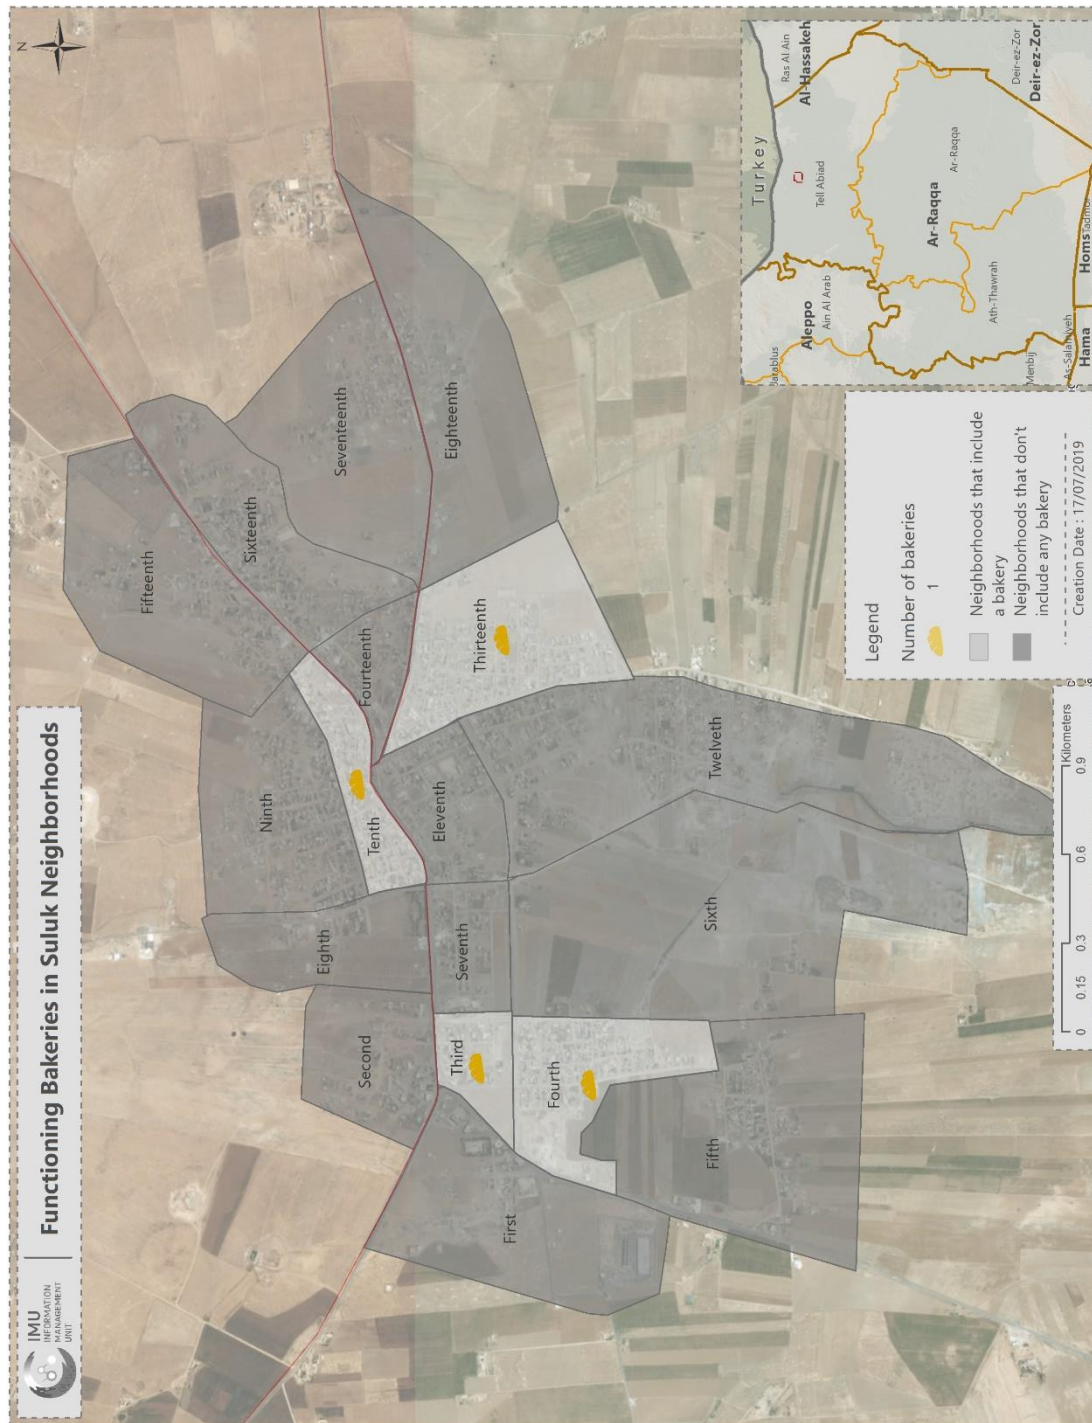 IMU
INFORMATION
MANAGEMENT
UNIT
Functioning Bakeries in Suluk Neighborhoods
N
Fifteenth
Sixteenth
Seventeenth
Eighteenth
Fourteenth
Thirteenth
Ninth
Tenth
Eleventh
Twelveth
Eighth
Seventh
Sixth
Second
Third
Fourth
First
Fifth
Legend
Number of bakeries
1
Neighborhoods that include
a bakery
Neighborhoods that don't
include any bakery
Creation Date : 17/07/2019
0 0.15 0.3 0.6 0.9
Kilometers
Turkey
Ras Al Ain
Al-Hassakeh
Tell Abiad
Jarablus
Aleppo
Ain Al Arab
Ar-Raqqa
Ar-Raqqa
Deir-ez-Zor
Deir-ez-Zor
Ath-Thawrah
Menbij
As-Salamiyeh
Hama
Homs